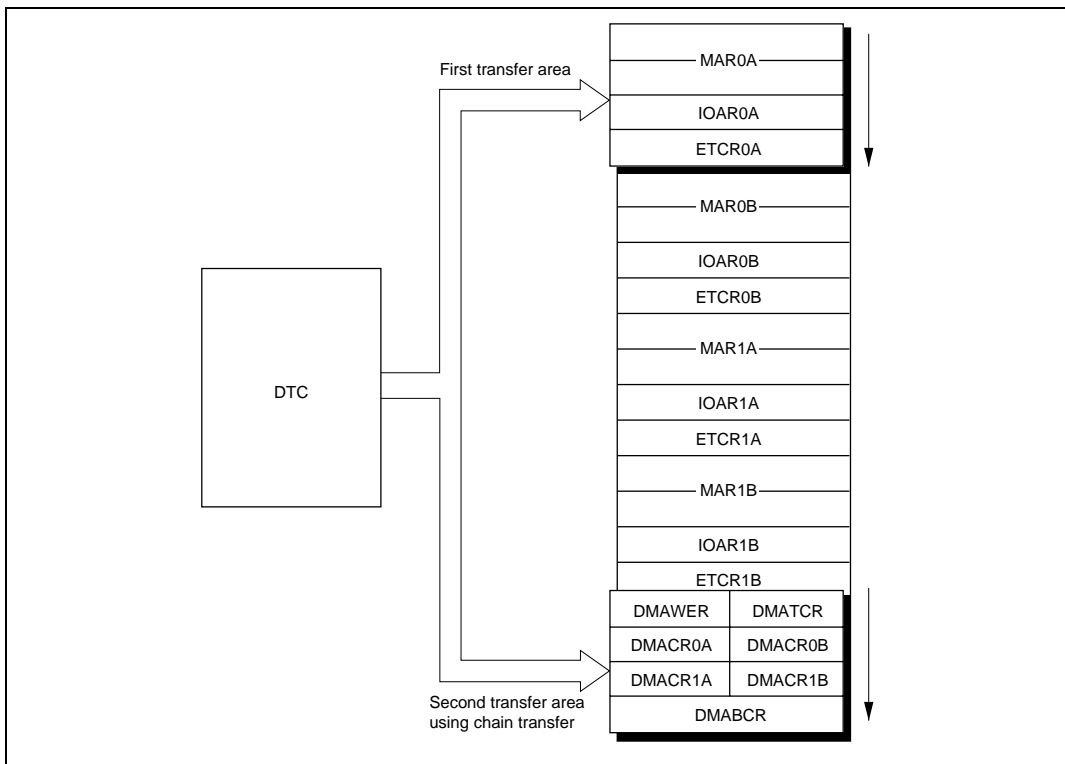 First transfer area
MAR0A
IOAR0A
ETCR0A
MAR0B
IOAR0B
ETCR0B
MAR1A
DTC
IOAR1A
ETCR1A
MAR1B
IOAR1B
ETCR1B
DMAWER DMATCR
DMACR0A DMACR0B
DMACR1A DMACR1B
DMABCR
Second transfer area
using chain transfer